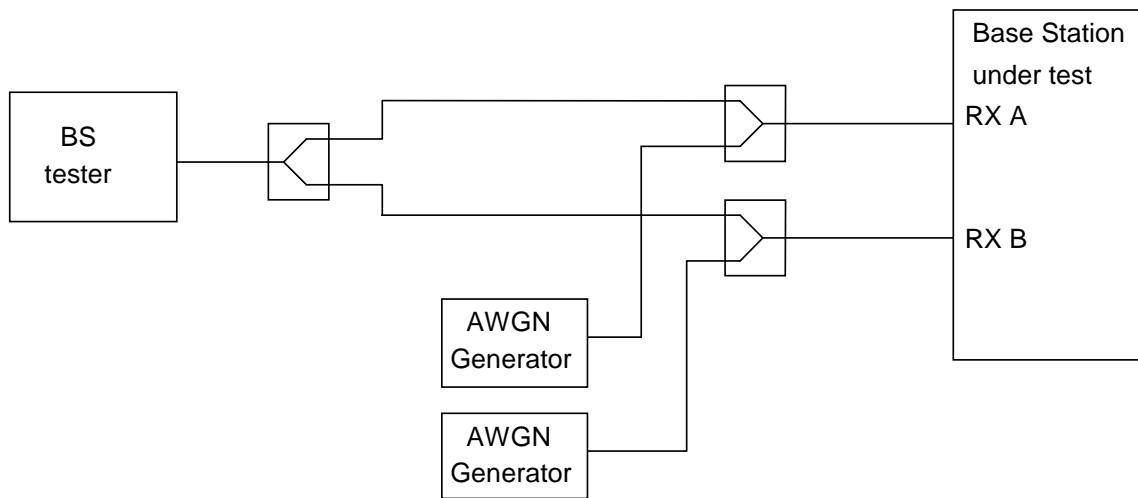 BS
tester
Base Station
under test
RX A
RX B
AWGN
Generator
AWGN
Generator